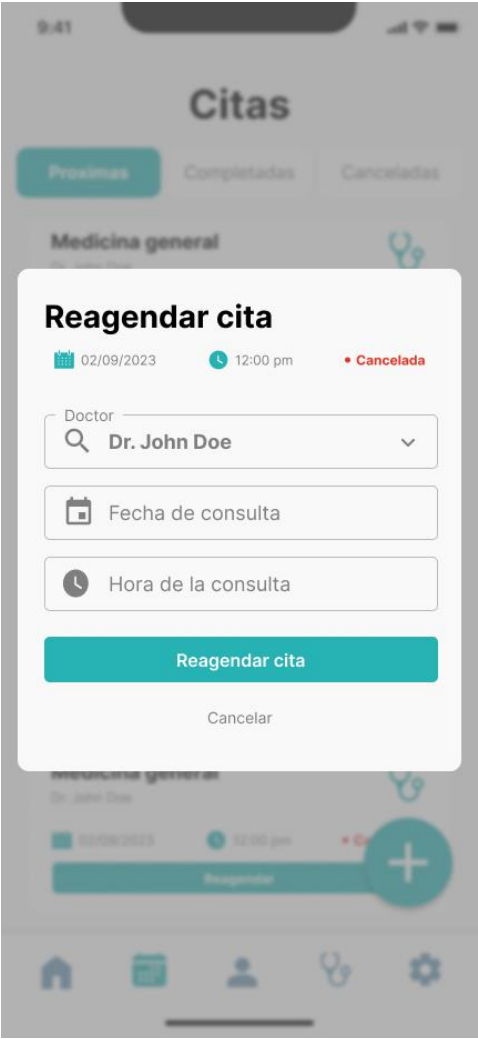 9:41
Citas
Proximas Completadas Canceladas
Medicina general
Dr. John Doe
Reagendar cita
02/09/2023 12:00 pm • Cancelada
Doctor
Dr. John Doe
Fecha de consulta
Hora de la consulta
Reagendar cita
Cancelar
Medicina general
Dr. John Doe
02/09/2023 12:00 pm
Reagendar